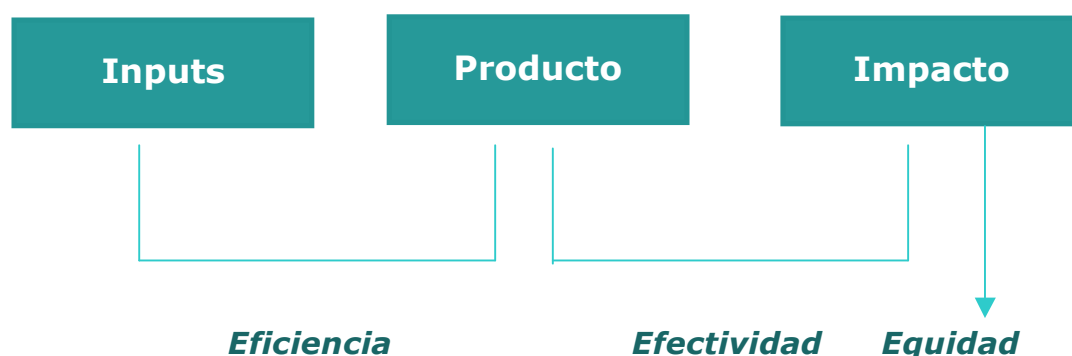 Inputs
Producto
Impacto
Eficiencia
Efectividad
Equidad